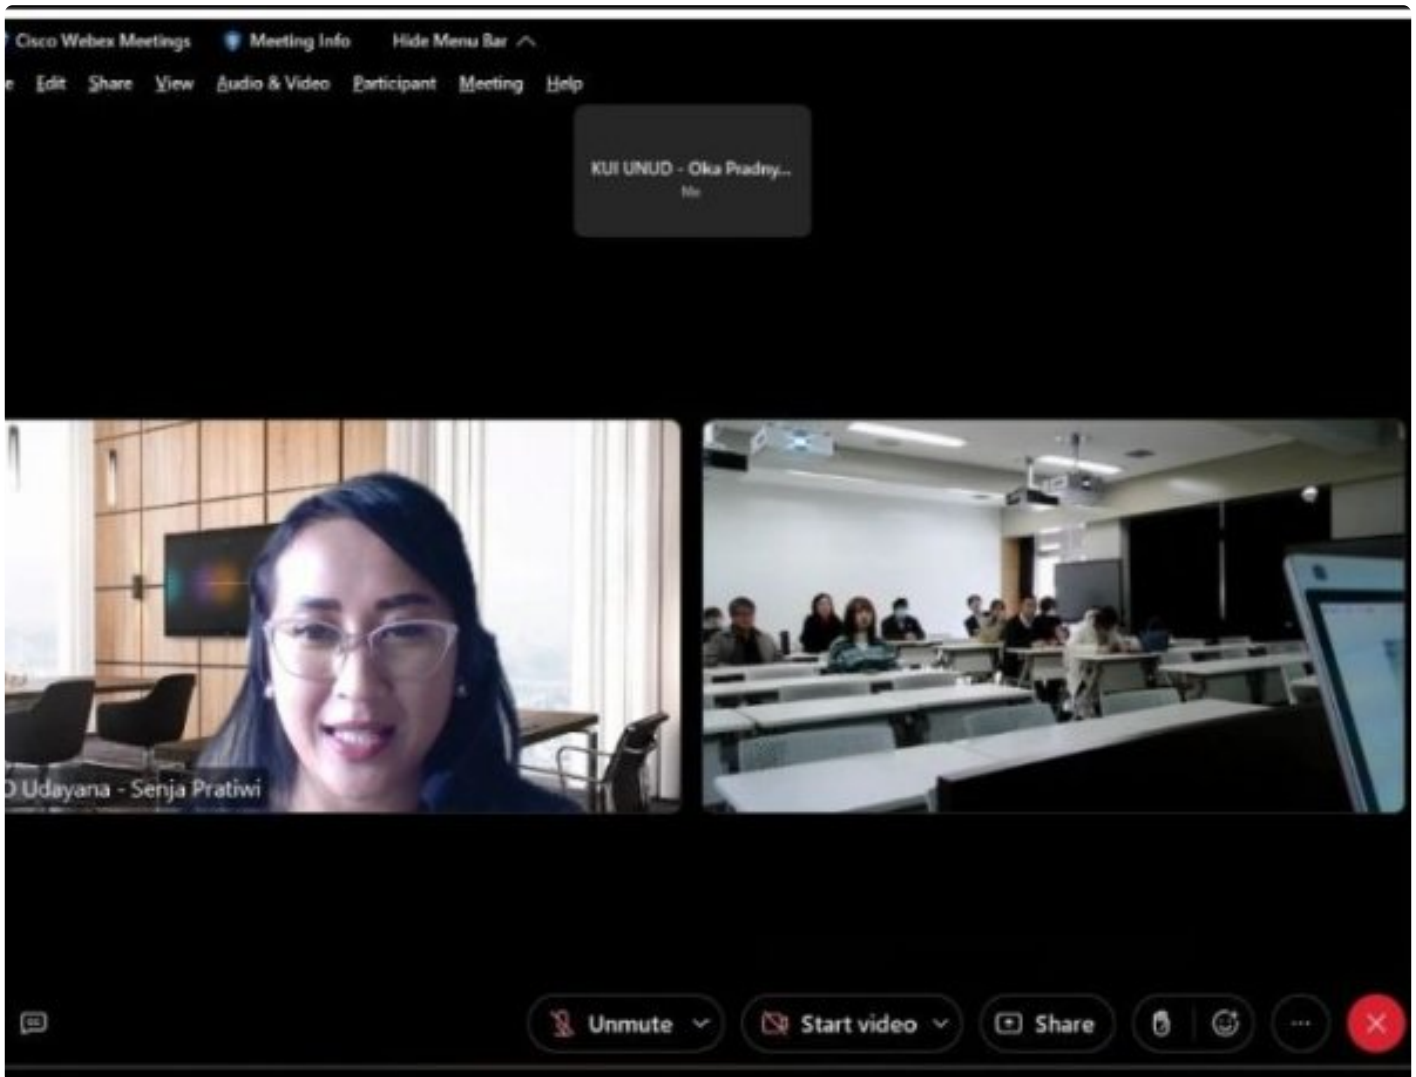 Cisco Webex Meetings Meeting Info Hide Menu Bar
e Edit Share View Audio & Video Participant Meeting Help
KUI UNUD - Oka Pradny...
Me
O Udayana - Senja Pratiwi
Unmute Start video Share